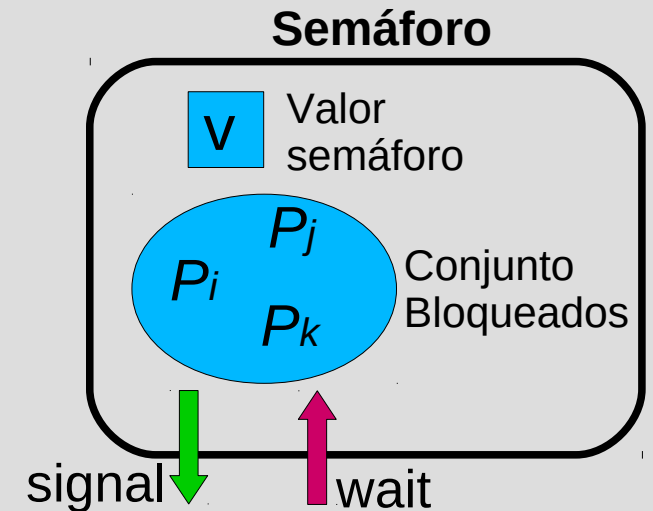 Semáforo
v
Valor
semáforo
Pj
Pi
Pk
Conjunto
Bloqueados
signal
wait